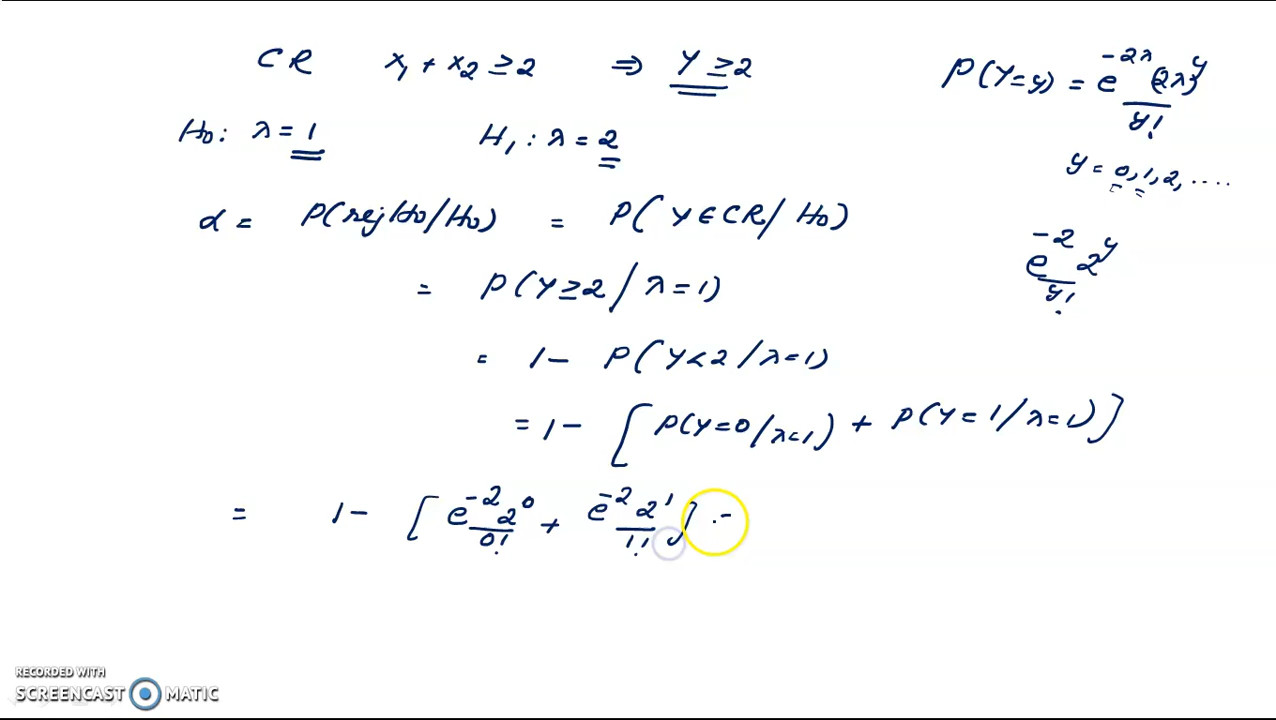 CR x₁ + x₂ ≥ 2 ⇒ Y ≥ 2
P(Y=y) = e^{-2λ} (2λ)^y / y!
y = 0, 1, 2, ....
H₀: λ = 1 H₁: λ = 2
α = P(rej H₀/H₀) = P(Y ∈ CR/H₀)
e^{-2} 2^y / y!
= P(Y ≥ 2 / λ = 1)
= 1 - P(Y < 2 / λ = 1)
= 1 - [P(Y = 0/λ = 1) + P(Y = 1/λ = 1)]
= 1 - [e^{-2} 2^0 / 0! + e^{-2} 2^1 / 1!] =
RECORDED WITH
SCREENCAST MATIC